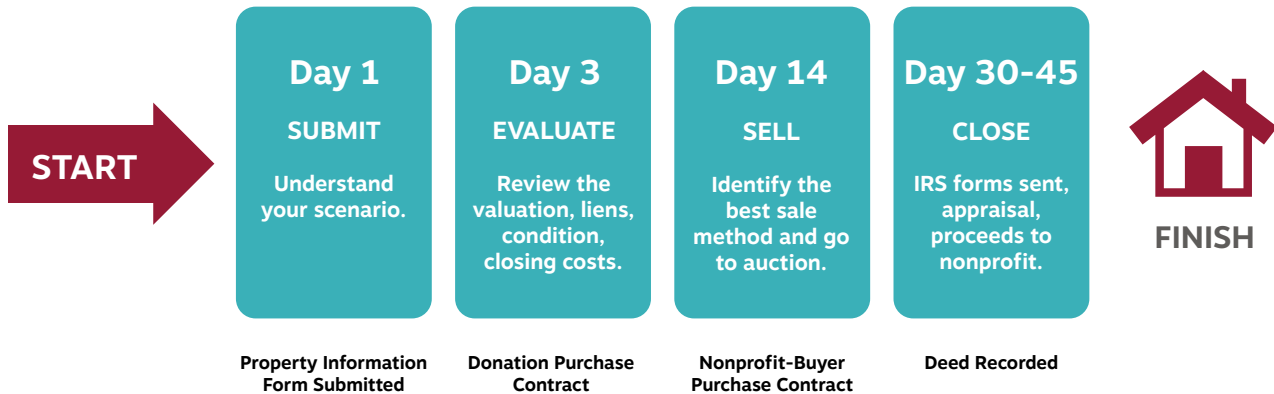 START
Day 1
SUBMIT
Understand
your scenario.
Property Information
Form Submitted
Day 3
EVALUATE
Review the
valuation, liens,
condition,
closing costs.
Donation Purchase
Contract
Day 14
SELL
Identify the
best sale
method and go
to auction.
Nonprofit-Buyer
Purchase Contract
Day 30-45
CLOSE
IRS forms sent,
appraisal,
proceeds to
nonprofit.
Deed Recorded
FINISH